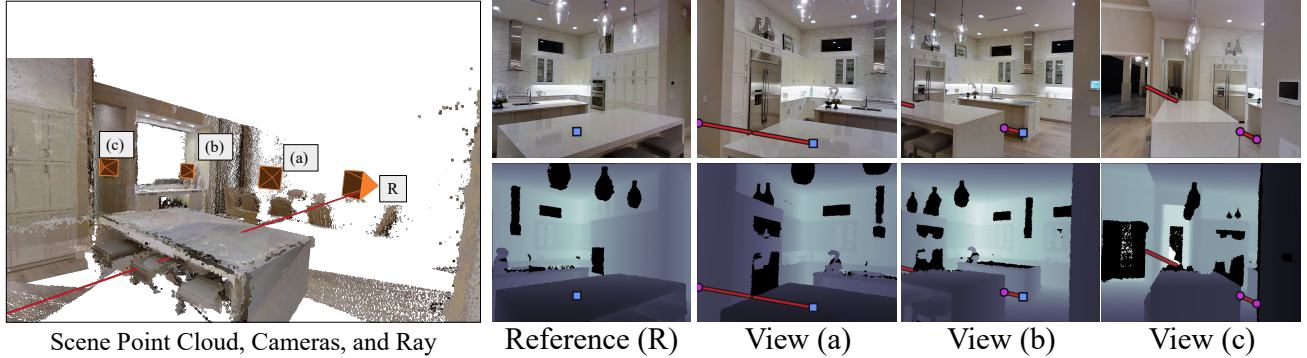 (c)
(b)
(a)
R
Scene Point Cloud, Cameras, and Ray
Reference (R)
View (a)
View (b)
View (c)